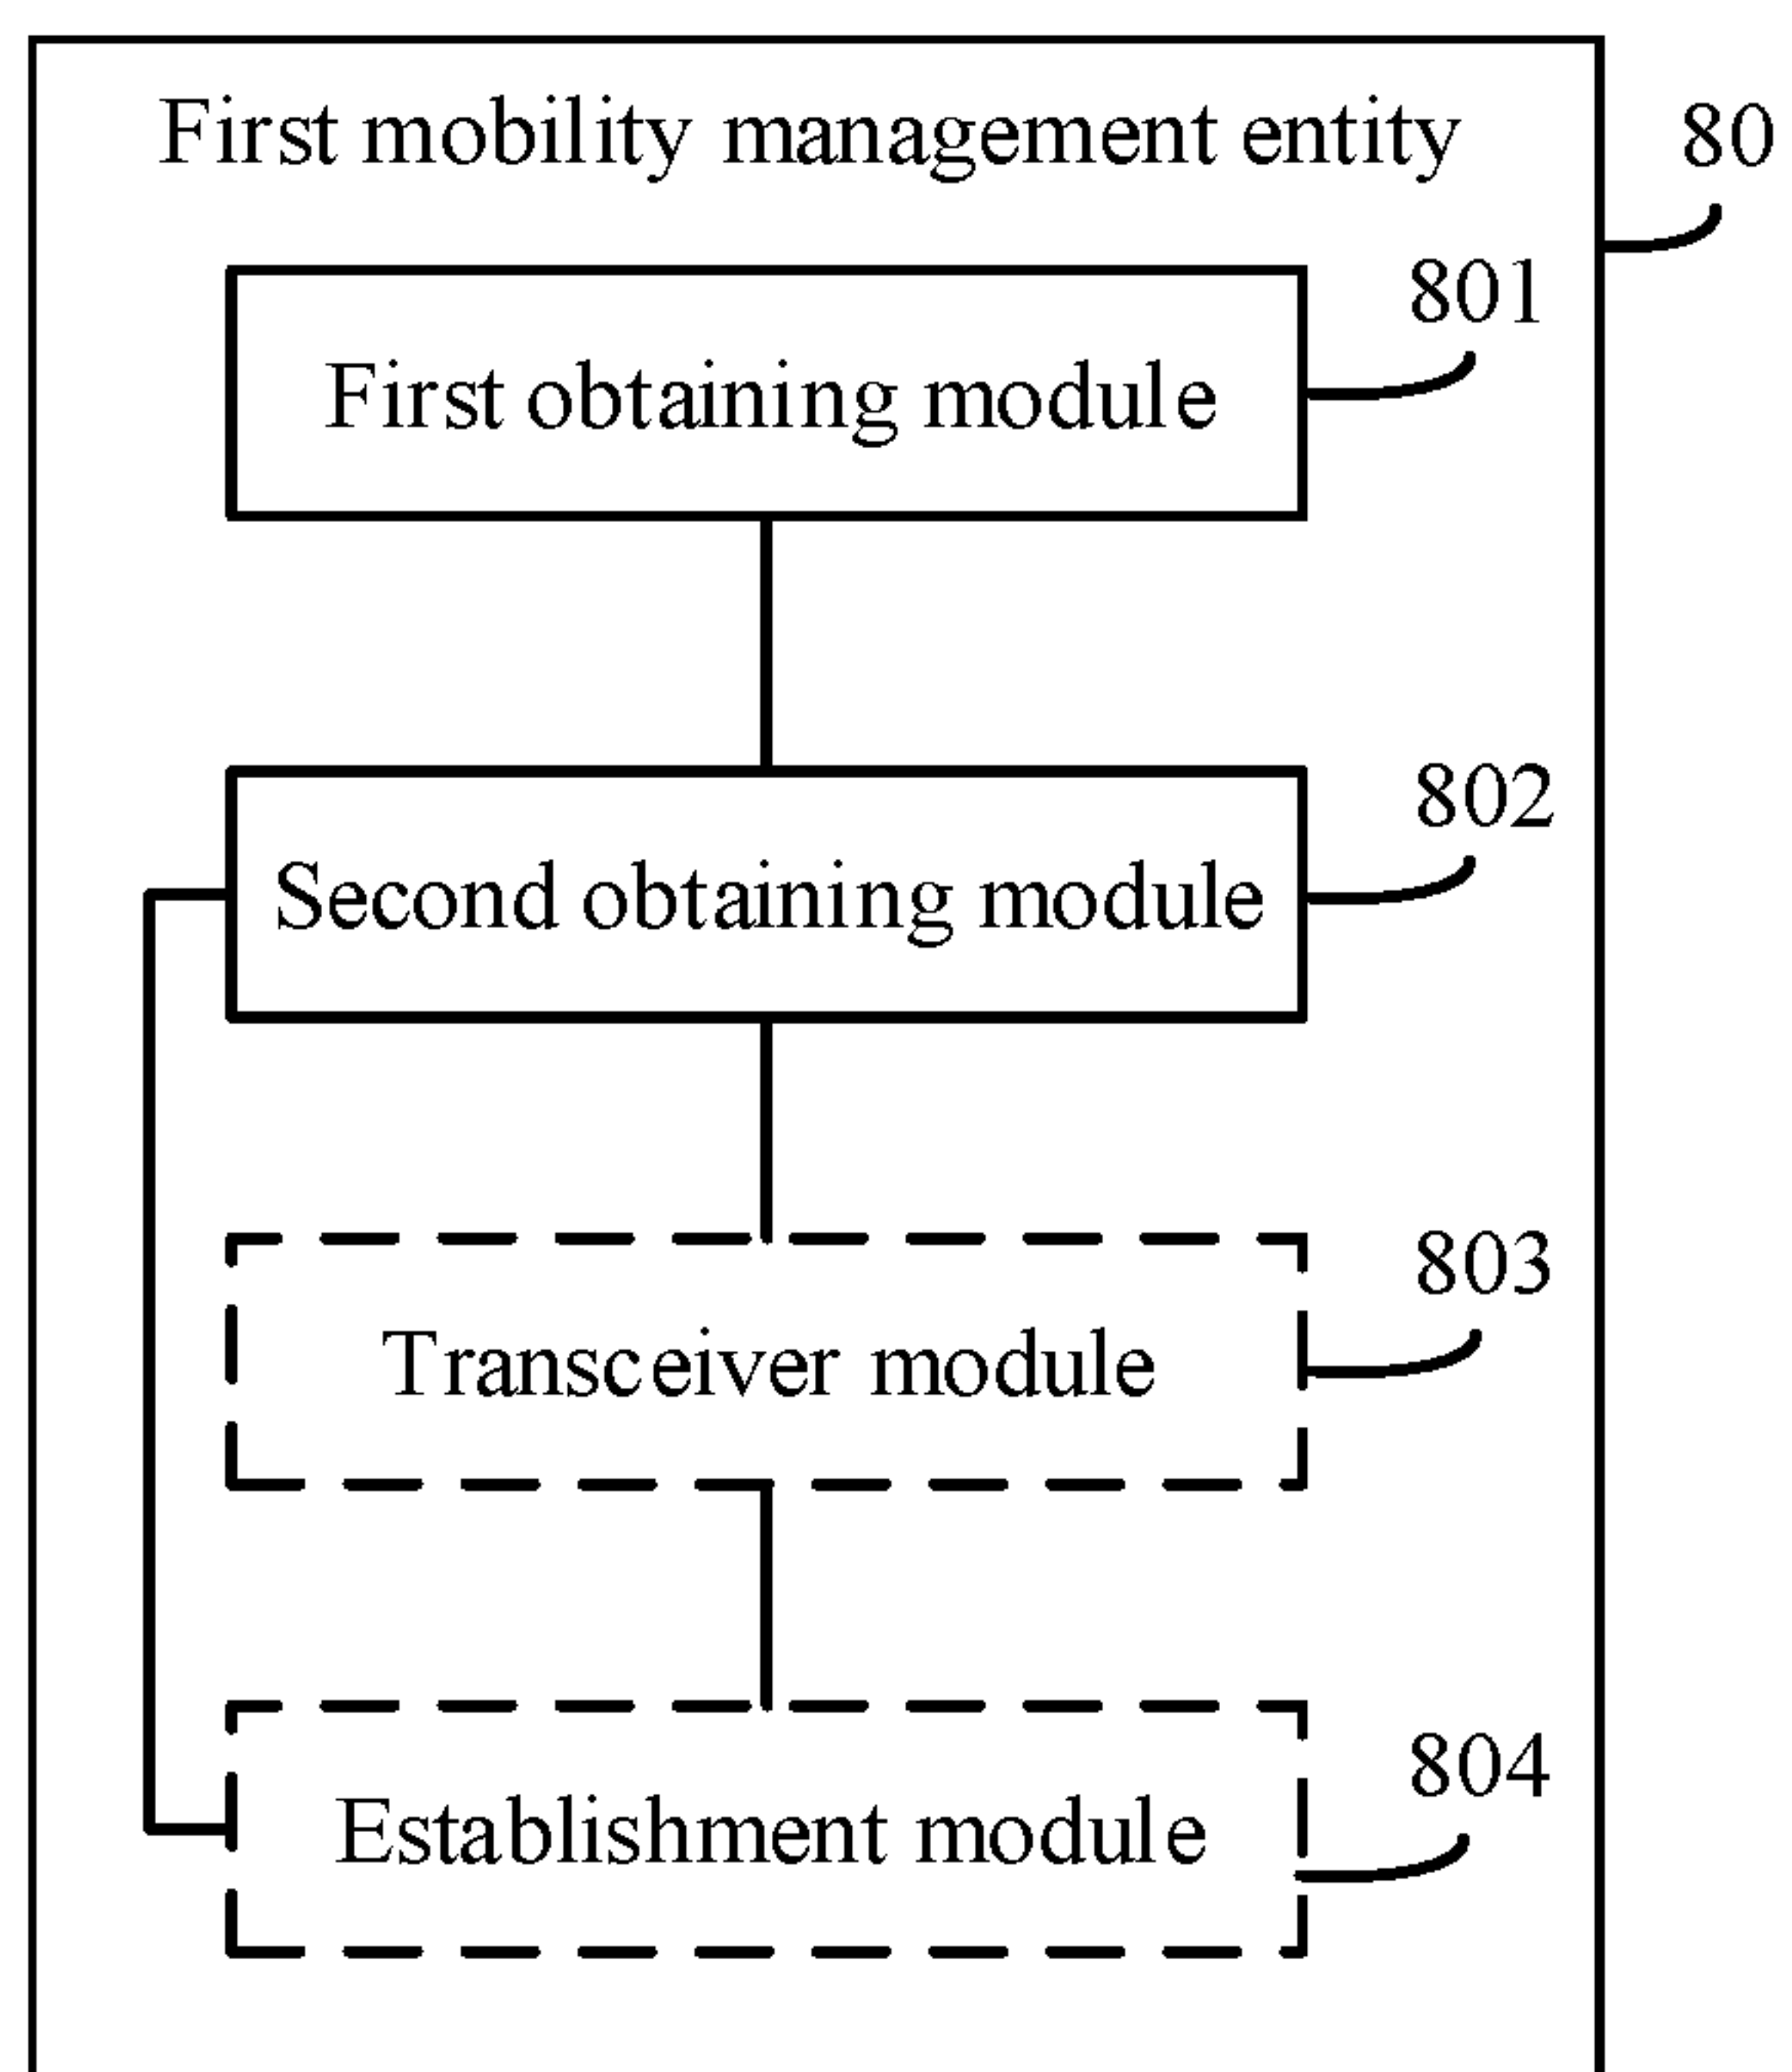 First mobility management entity
80
801
First obtaining module
802
Second obtaining module
803
Transceiver module
804
Establishment module